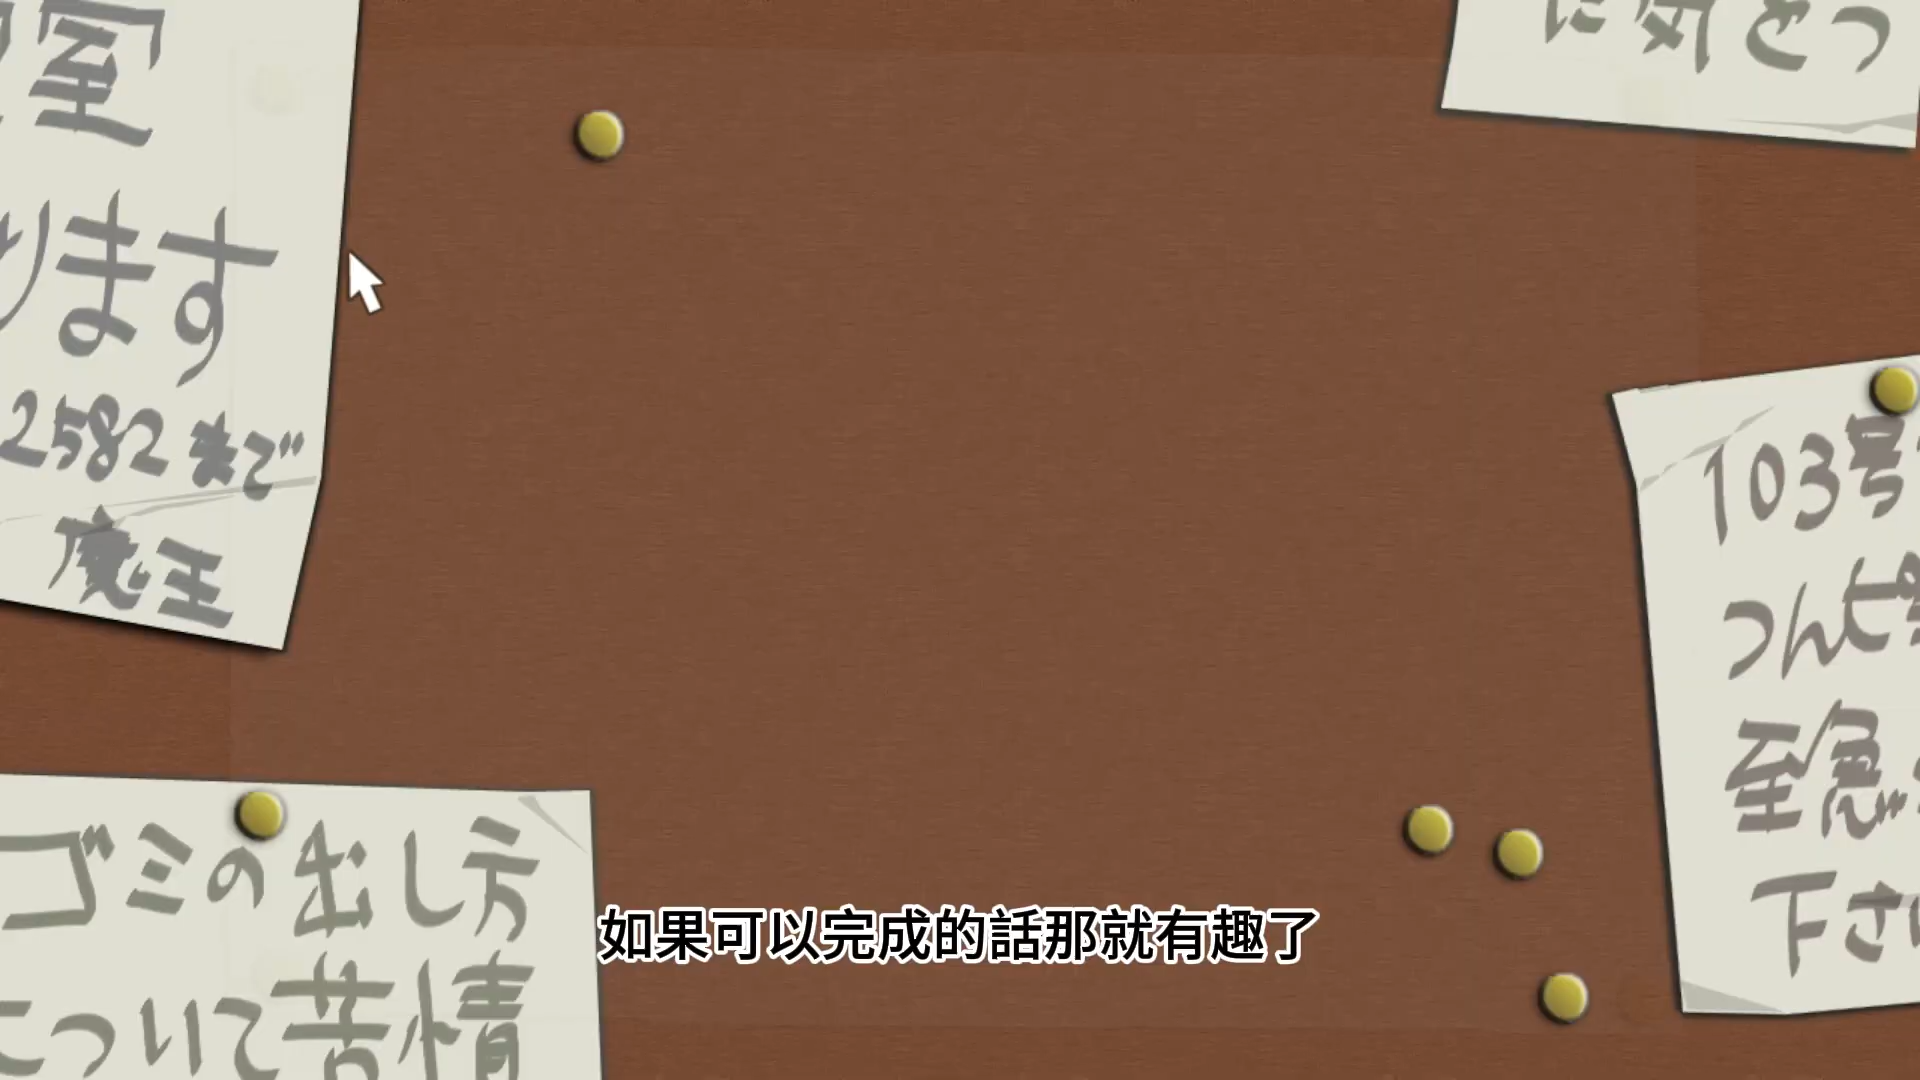 室
ります
2582まで
魔王
に気をつ
103号
つんで
至急
下さ
ゴミの出し方
について苦情
如果可以完成的話那就有趣了